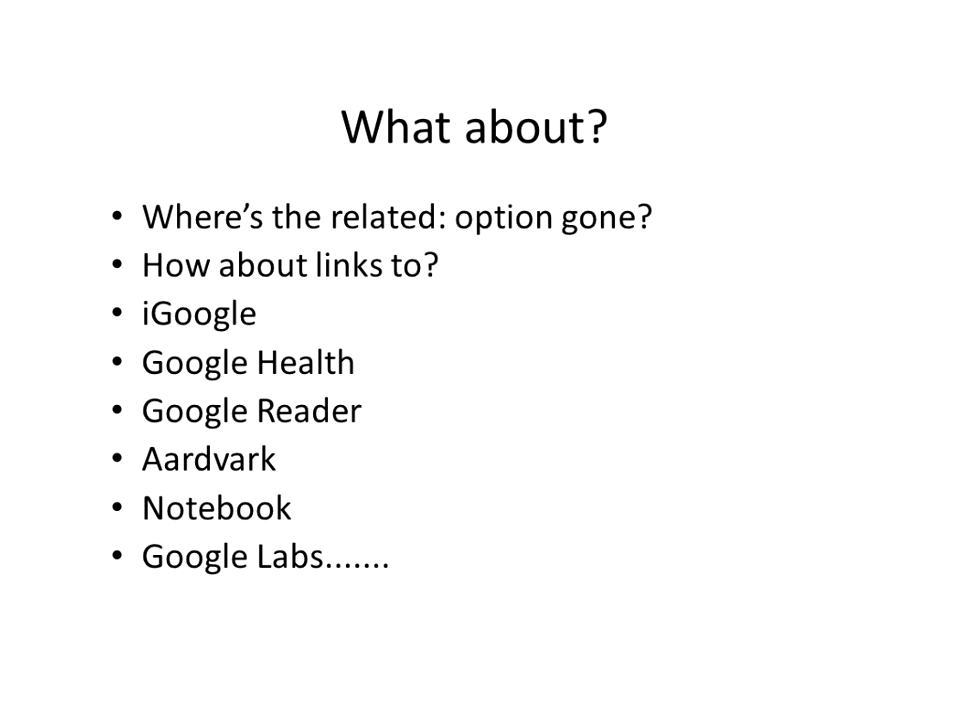 What about?
• Where’s the related: option gone?
• How about links to?
• iGoogle
• Google Health
• Google Reader
• Aardvark
• Notebook
• Google Labs.......